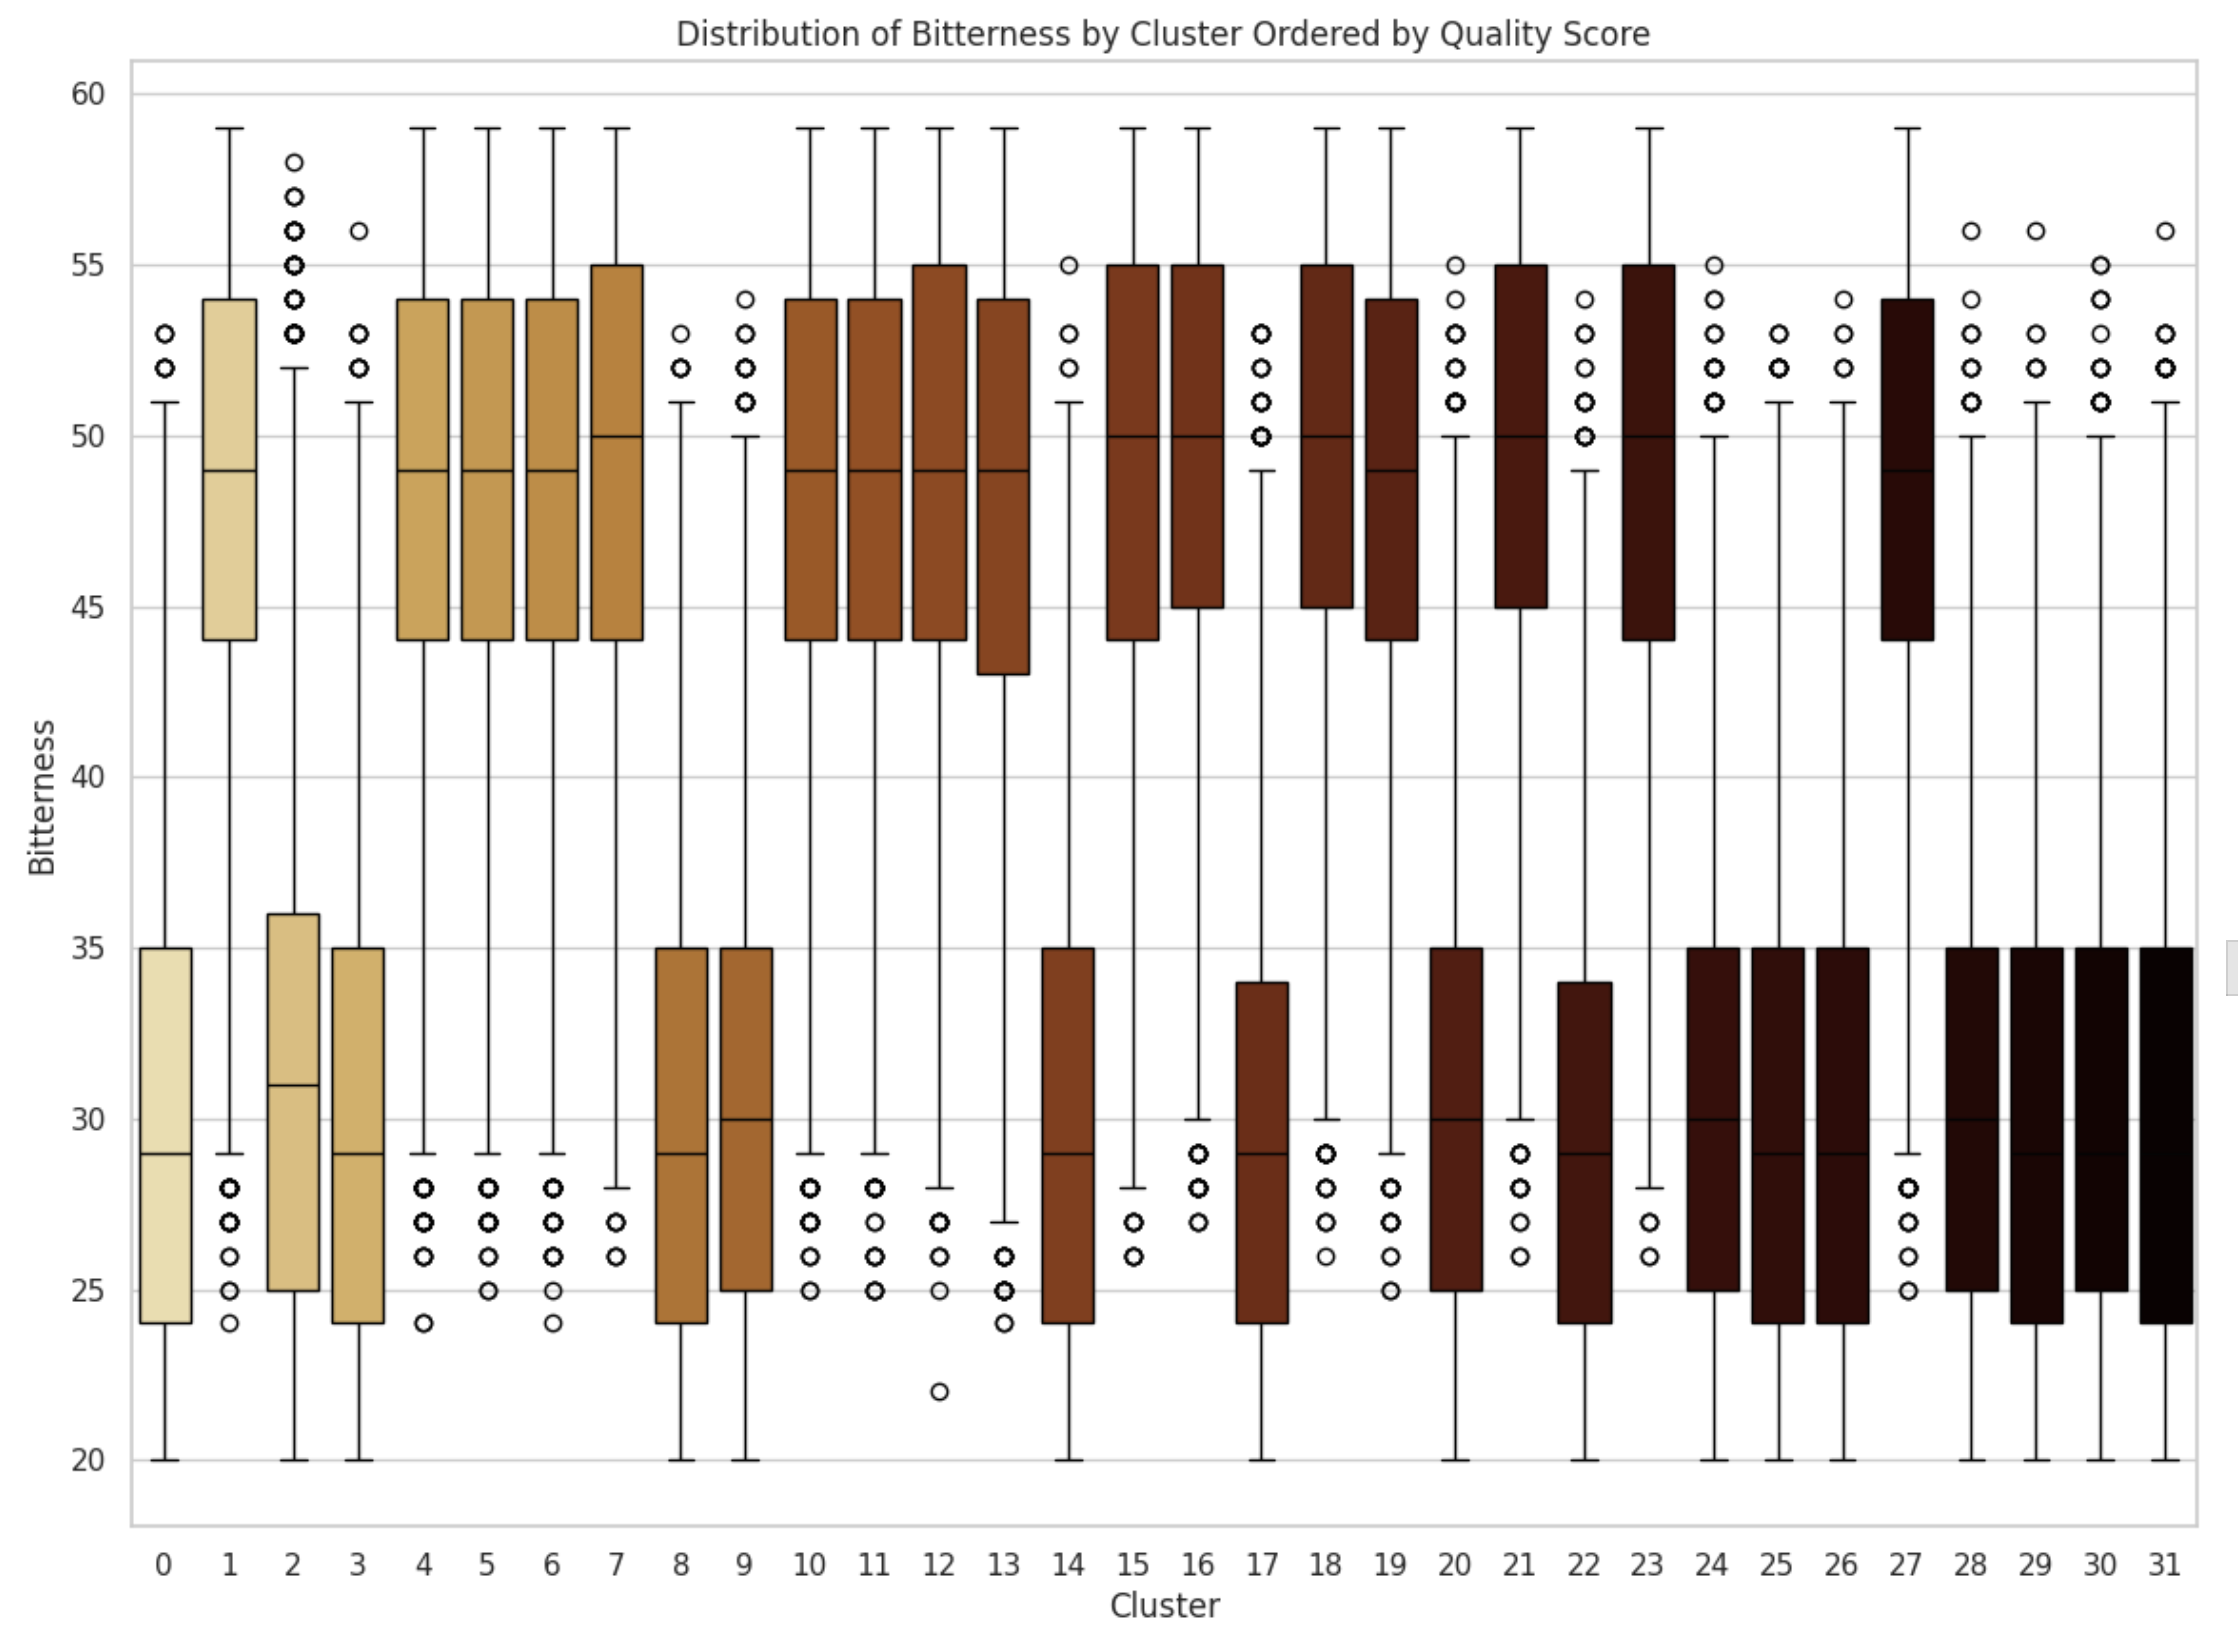 Distribution of Bitterness by Cluster Ordered by Quality Score
60
55
50
45
40
35
30
25
20
Bitterness
0 1 2 3 4 5 6 7 8 9 10 11 12 13 14 15 16 17 18 19 20 21 22 23 24 25 26 27 28 29 30 31
Cluster